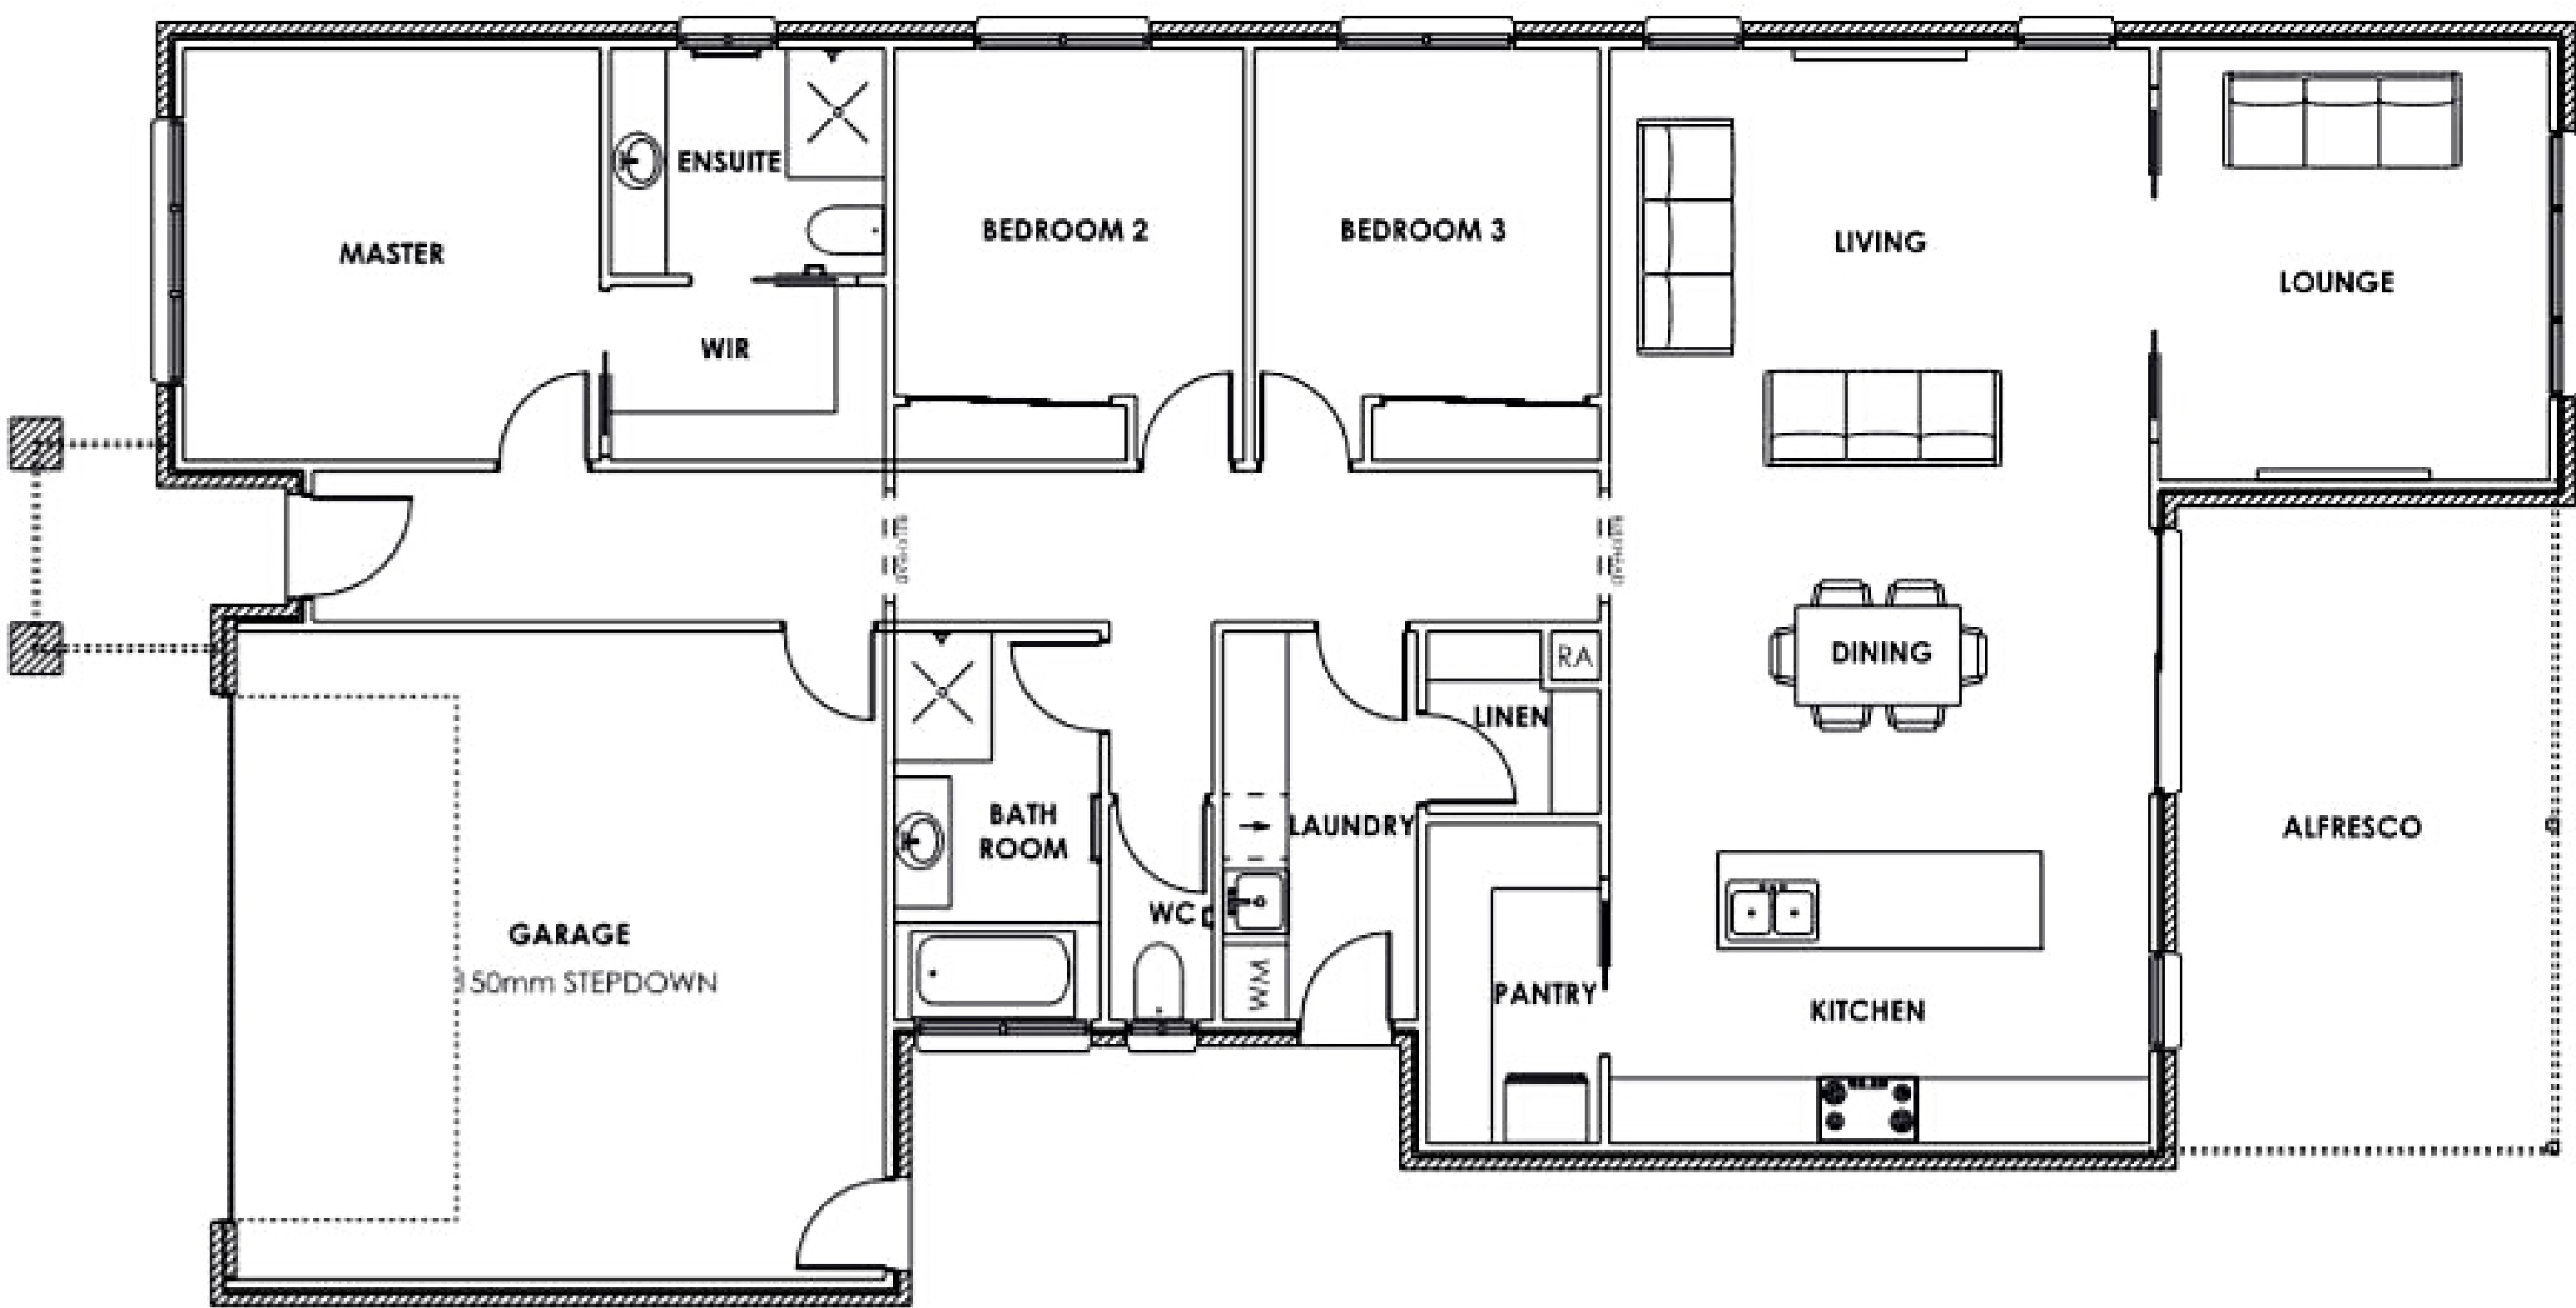 ENSUITE
BEDROOM 2
BEDROOM 3
LIVING
MASTER
LOUNGE
WIR
RA
DINING
LINEN
BATH
ROOM
LAUNDRY
ALFRESCO
WC
GARAGE
150mm STEPDOWN
WM
PANTRY
KITCHEN